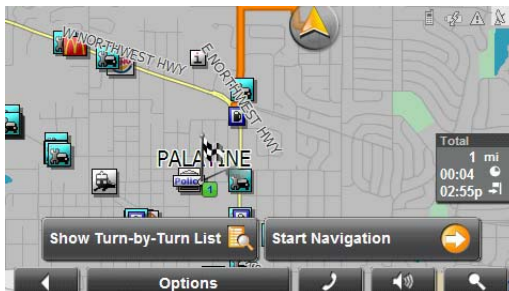 W NORTHWEST HWY
E NORTHWEST HWY
i
PALATINE
Police
1
Total
1 mi
00:04
02:55p
Show Turn-by-Turn List
Start Navigation
Options